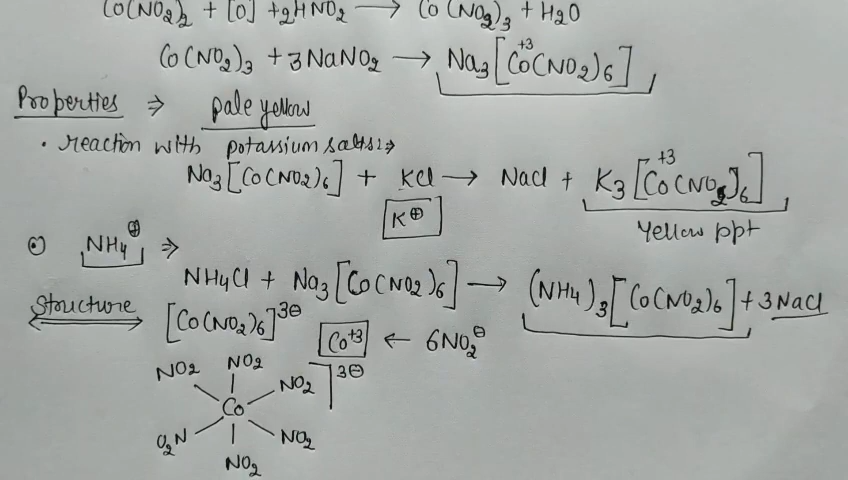 Co(NO2)2 + [O] + 2HNO2 → Co(NO2)3 + H2O
Co(NO2)3 + 3NaNO2 → Na3[Co(NO2)6]
+3
Properties ⇒ pale yellow
• reaction with potassium salts:⇒
Na3[Co(NO2)6] + KCl → NaCl + K3[Co(NO2)6]
+3
K⊕
Yellow ppt
⊙ NH4⊕ ⇒
NH4Cl + Na3[Co(NO2)6] → (NH4)3[Co(NO2)6] + 3NaCl
Structure
[Co(NO2)6]3⊖
Co+3 ← 6NO2⊖
NO2 NO2 NO2 ]3⊖
Co
O2N NO2
NO2